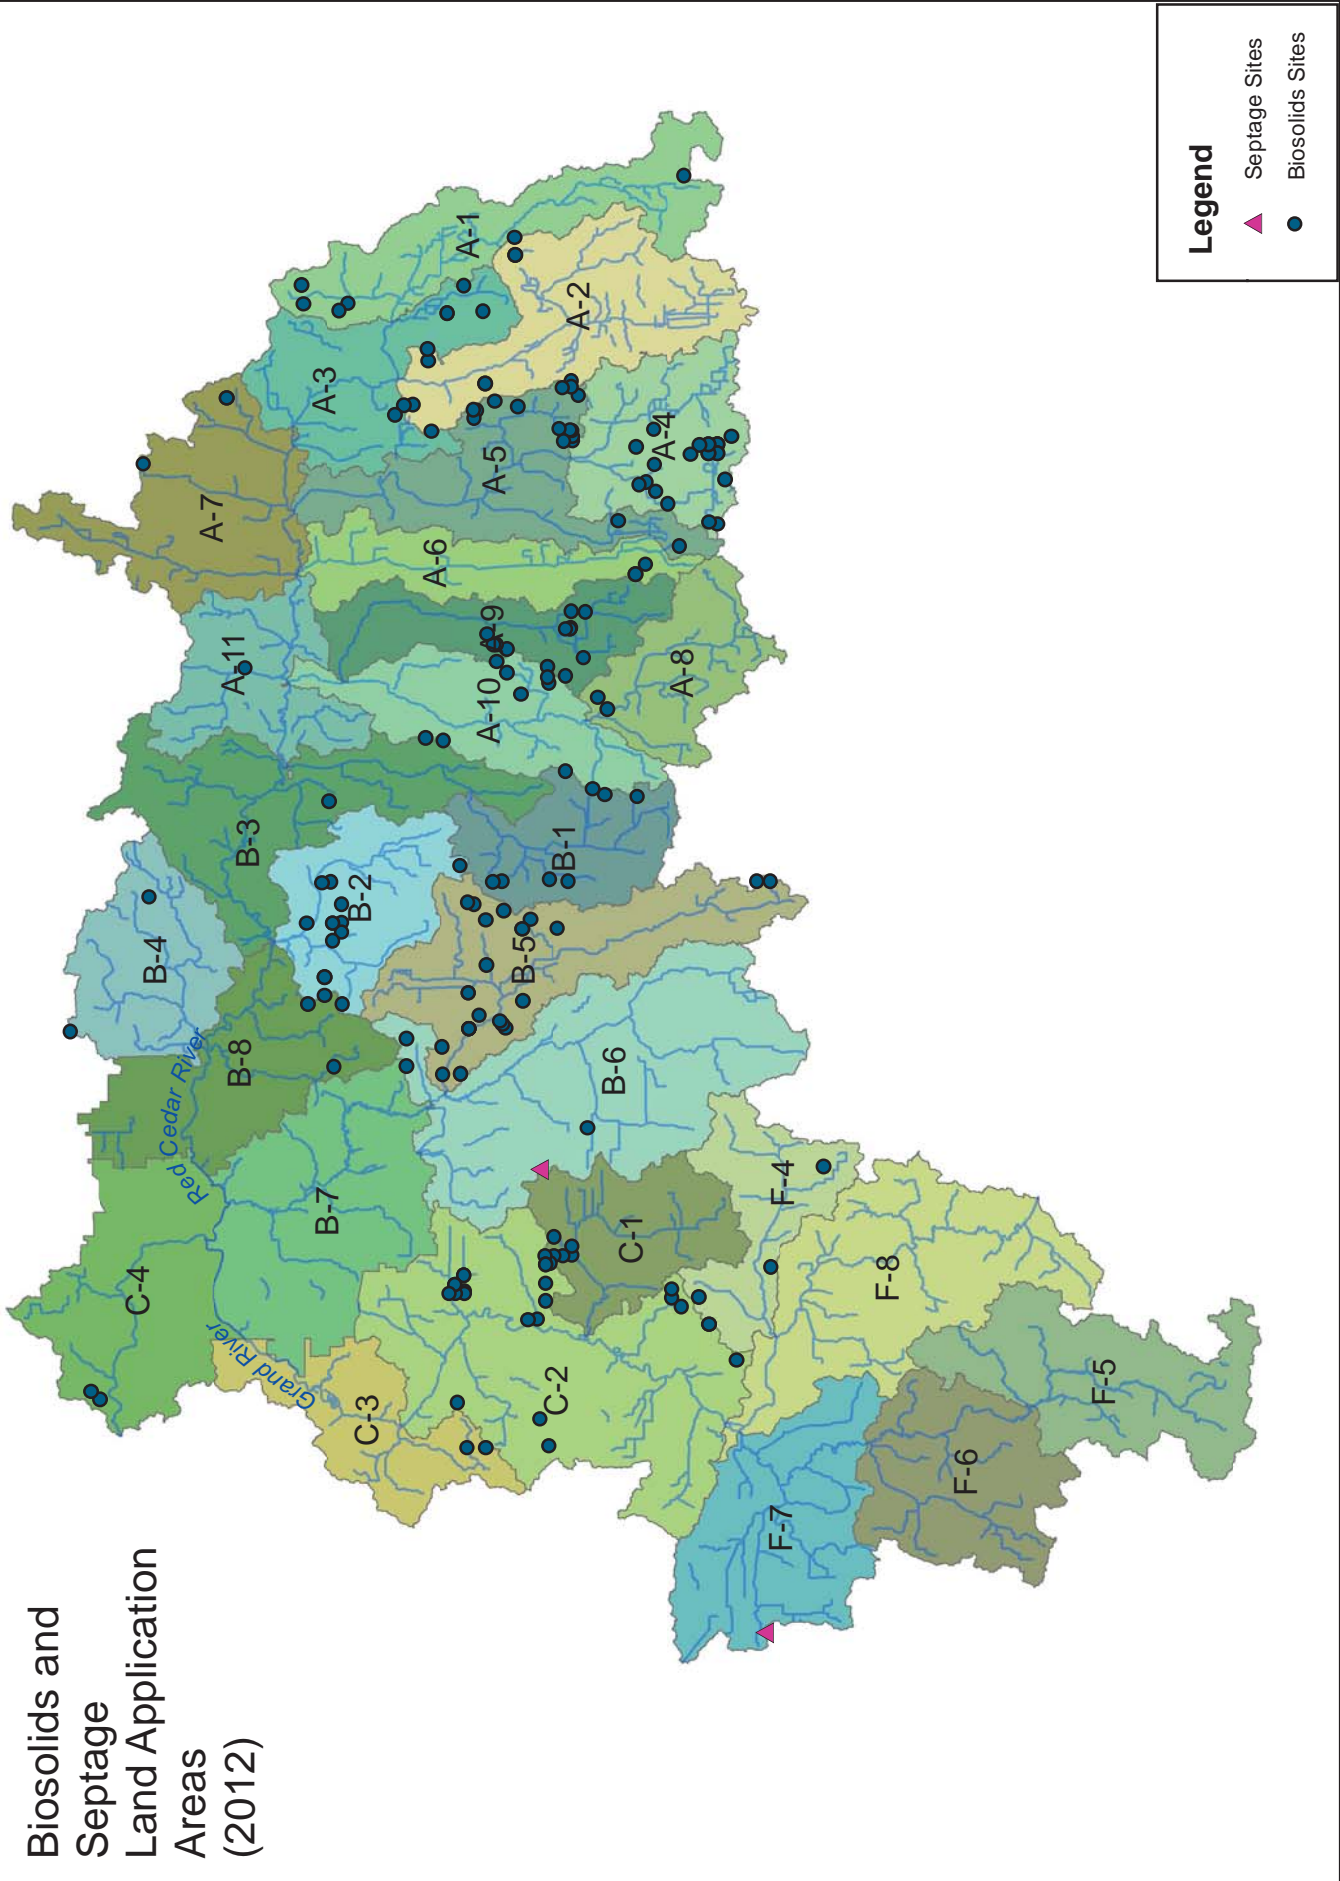 Biosolids and
Septage
Land Application
Areas
(2012)
C-4
Red Cedar River
B-8
B-4
B-3
A-11
A-7
Grand River
B-7
B-2
A-3
C-3
A-6
A-1
C-2
B-5
B-1
A-10
A-9
A-5
A-2
C-1
B-6
A-8
A-4
F-7
F-4
F-8
F-6
F-5
Legend
Septage Sites
Biosolids Sites